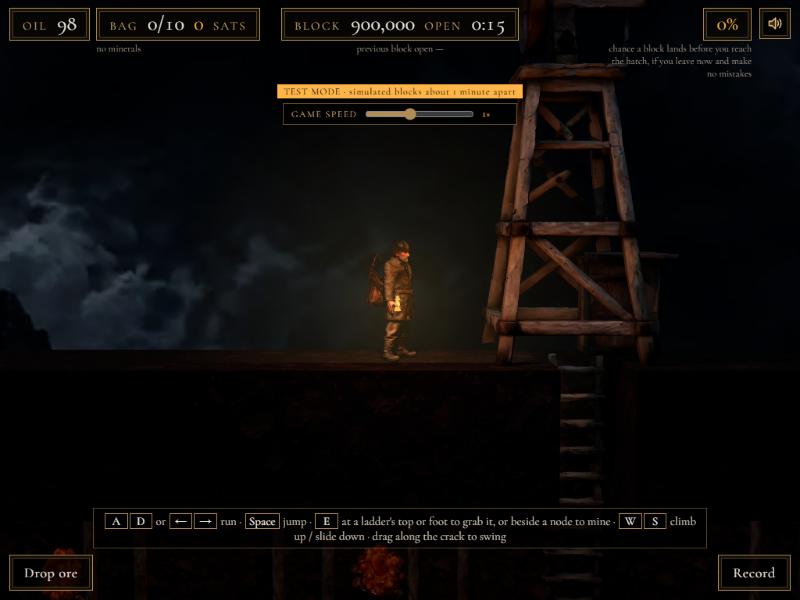 OIL 98
BAG 0/10 0 SATS
BLOCK 900,000 OPEN 0:15
0%
no minerals
previous block open —
chance a block lands before you reach
the hatch, if you leave now and make
no mistakes
TEST MODE · simulated blocks about 1 minute apart
GAME SPEED 1×
A D or ← → run · Space jump · E at a ladder's top or foot to grab it, or beside a node to mine · W S climb
up / slide down · drag along the crack to swing
Drop ore
Record